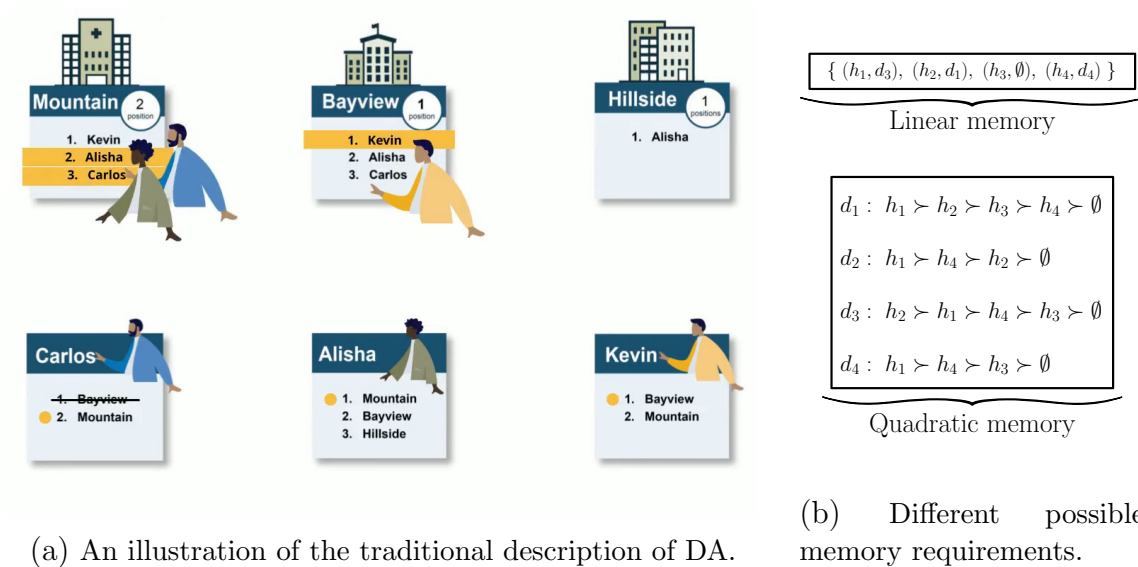 Mountain
2
position
1. Kevin
2. Alisha
3. Carlos
Bayview
1
position
1. Kevin
2. Alisha
3. Carlos
Hillside
1
positions
1. Alisha
Carlos
1. Bayview
2. Mountain
Alisha
1. Mountain
2. Bayview
3. Hillside
Kevin
1. Bayview
2. Mountain
(a) An illustration of the traditional description of DA.
{ (h₁, d₃), (h₂, d₁), (h₃, ∅), (h₄, d₄) }
Linear memory
d₁ : h₁ ≻ h₂ ≻ h₃ ≻ h₄ ≻ ∅
d₂ : h₁ ≻ h₄ ≻ h₂ ≻ ∅
d₃ : h₂ ≻ h₁ ≻ h₄ ≻ h₃ ≻ ∅
d₄ : h₁ ≻ h₄ ≻ h₃ ≻ ∅
Quadratic memory
(b) Different possible
memory requirements.